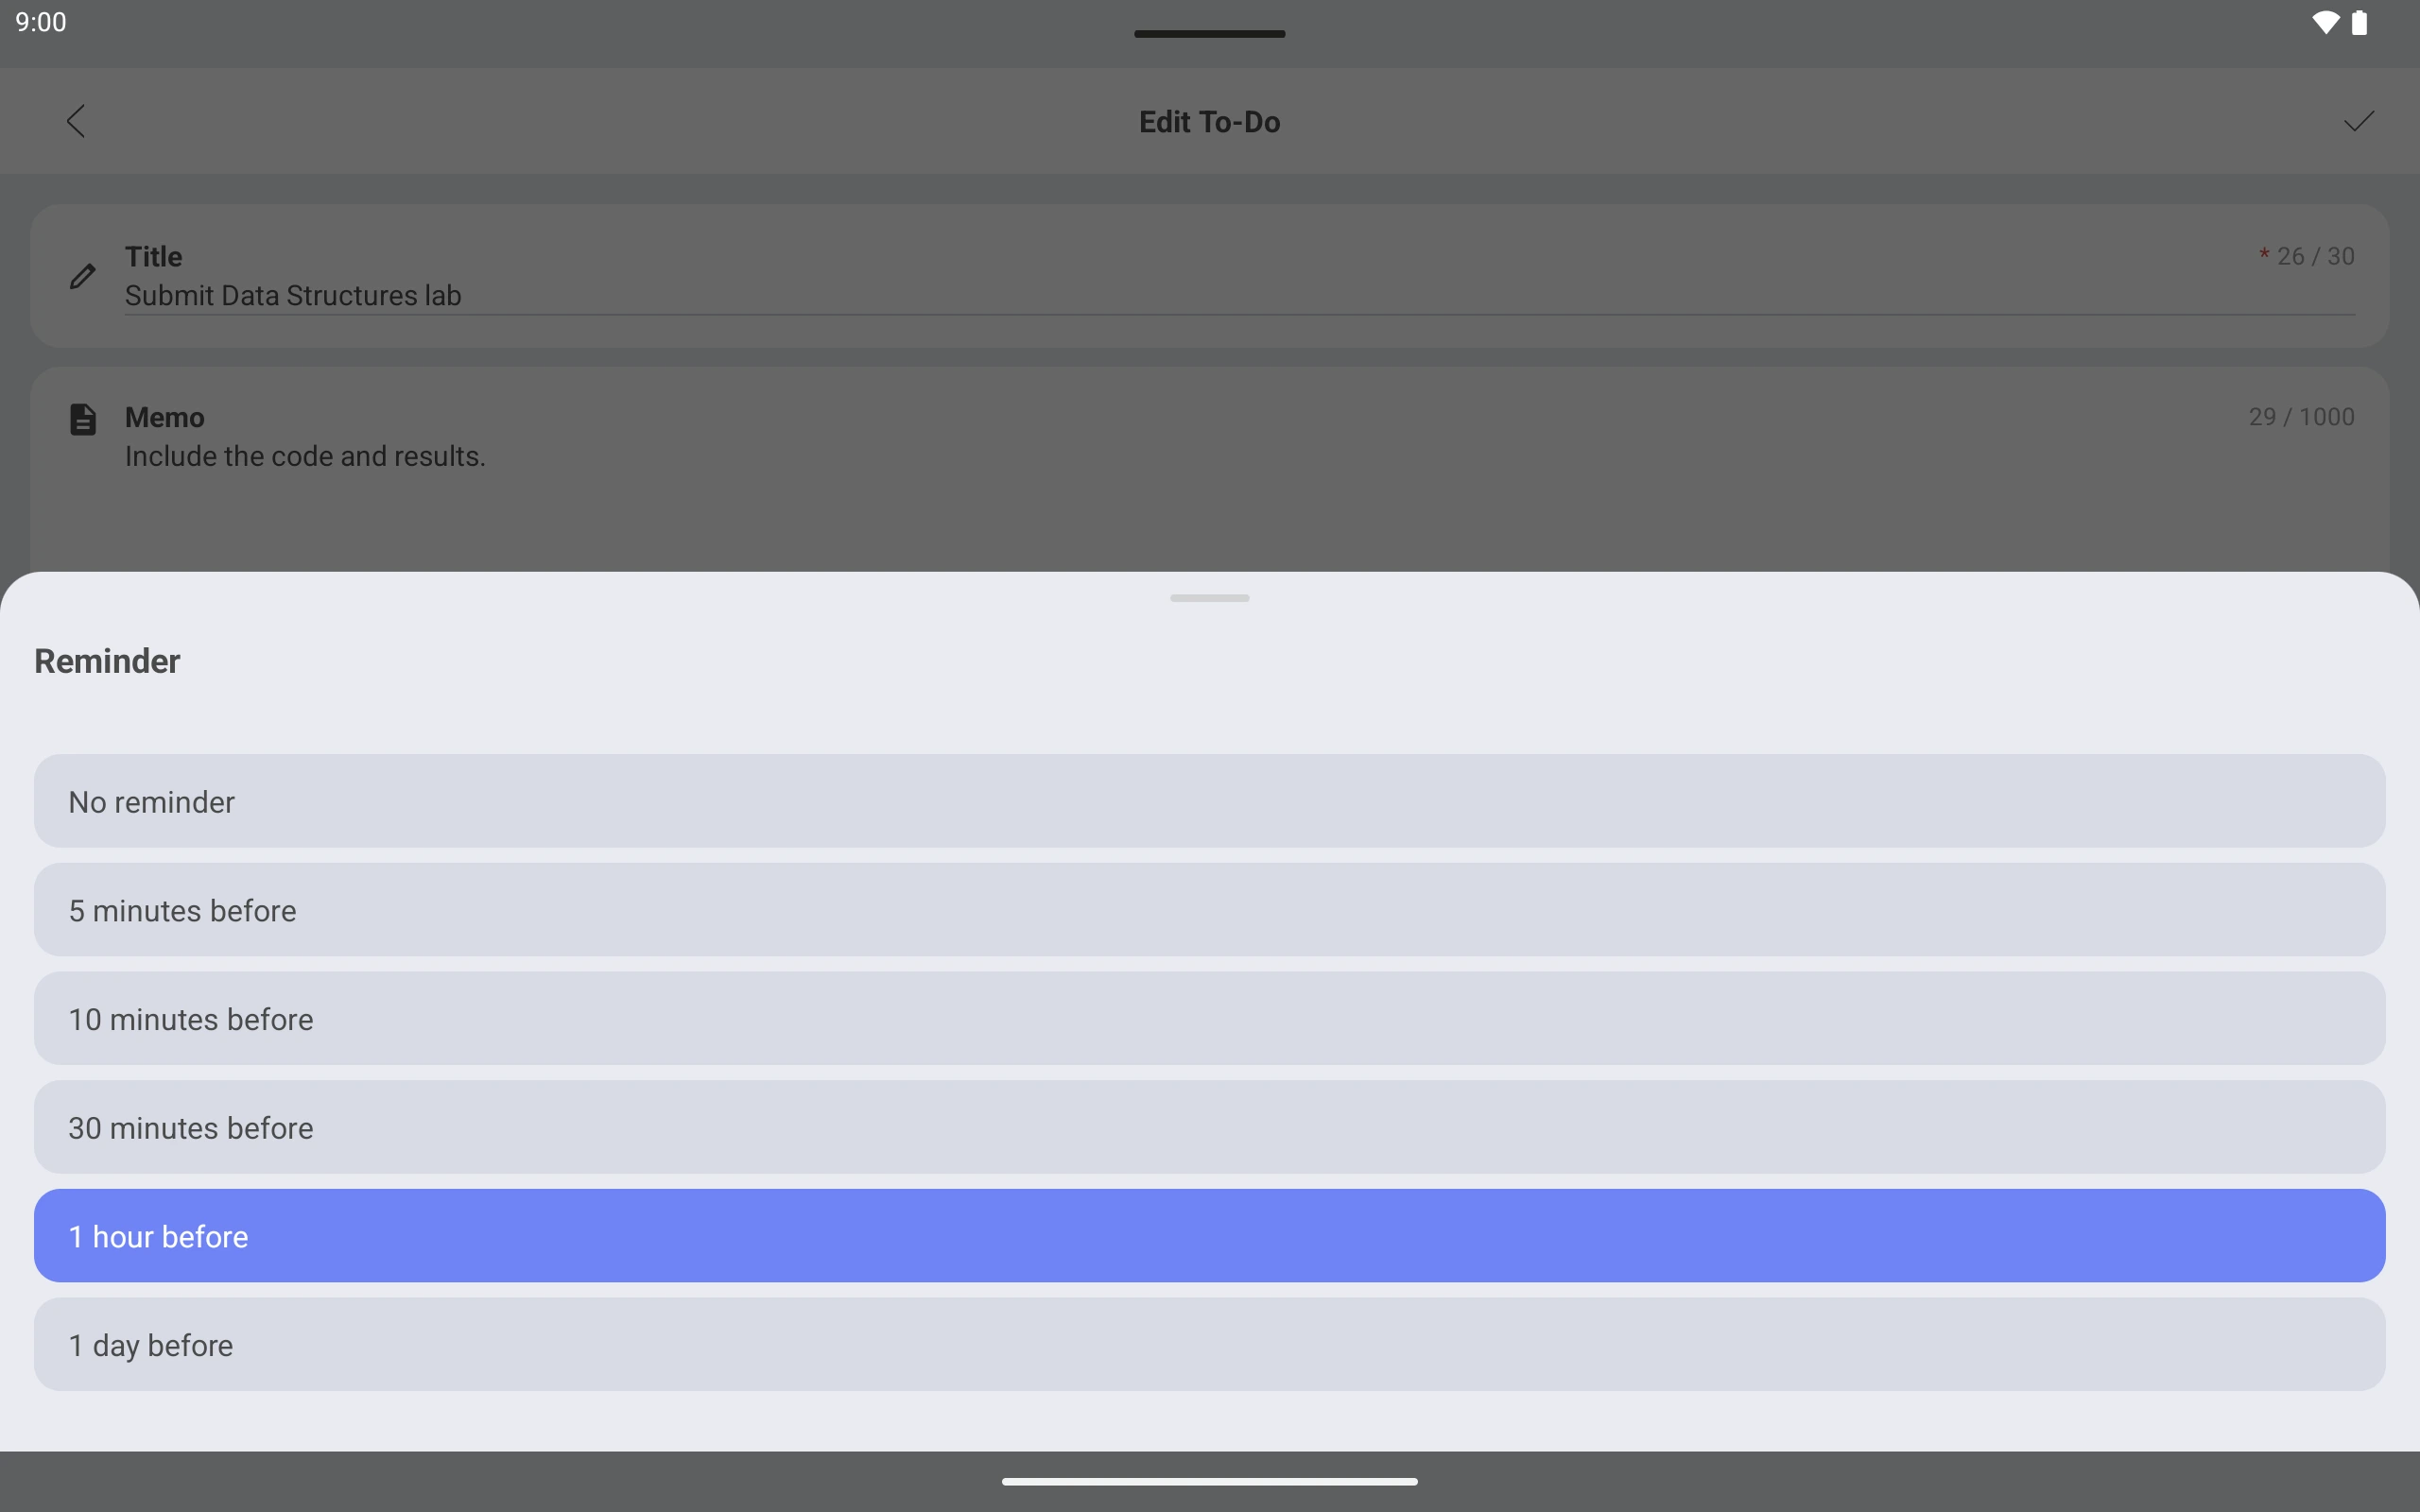 9:00
Edit To-Do
Title
* 26 / 30
Submit Data Structures lab
Memo
29 / 1000
Include the code and results.
Reminder
No reminder
5 minutes before
10 minutes before
30 minutes before
1 hour before
1 day before